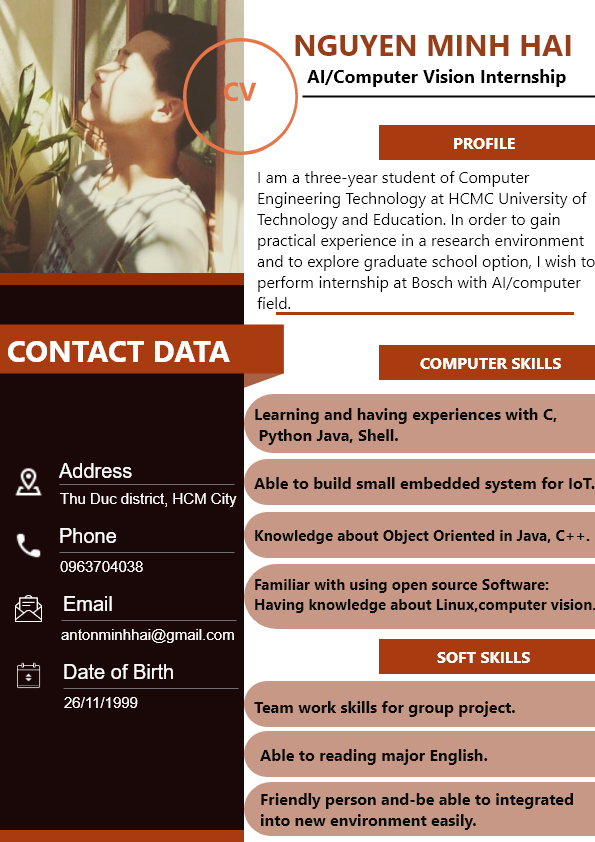 NGUYEN MINH HAI
AI/Computer Vision Internship
CV
PROFILE
I am a three-year student of Computer
Engineering Technology at HCMC University of
Technology and Education. In order to gain
practical experience in a research environment
and to explore graduate school option, I wish to
perform internship at Bosch with AI/computer
field.
CONTACT DATA
Address
Thu Duc district, HCM City
Phone
0963704038
Email
antonminhhai@gmail.com
Date of Birth
26/11/1999
COMPUTER SKILLS
Learning and having experiences with C,
Python Java, Shell.
Able to build small embedded system for IoT.
Knowledge about Object Oriented in Java, C++.
Familiar with using open source Software:
Having knowledge about Linux,computer vision.
SOFT SKILLS
Team work skills for group project.
Able to reading major English.
Friendly person and-be able to integrated
into new environment easily.